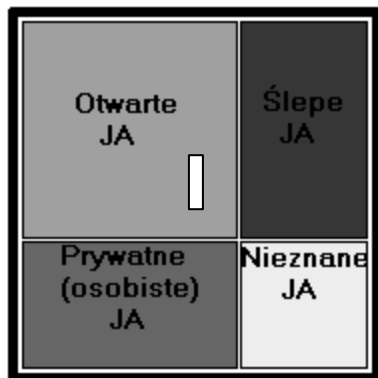 Otwarte
JA
Ślepe
JA
Prywatne
(osobiste)
JA
Nieznane
JA